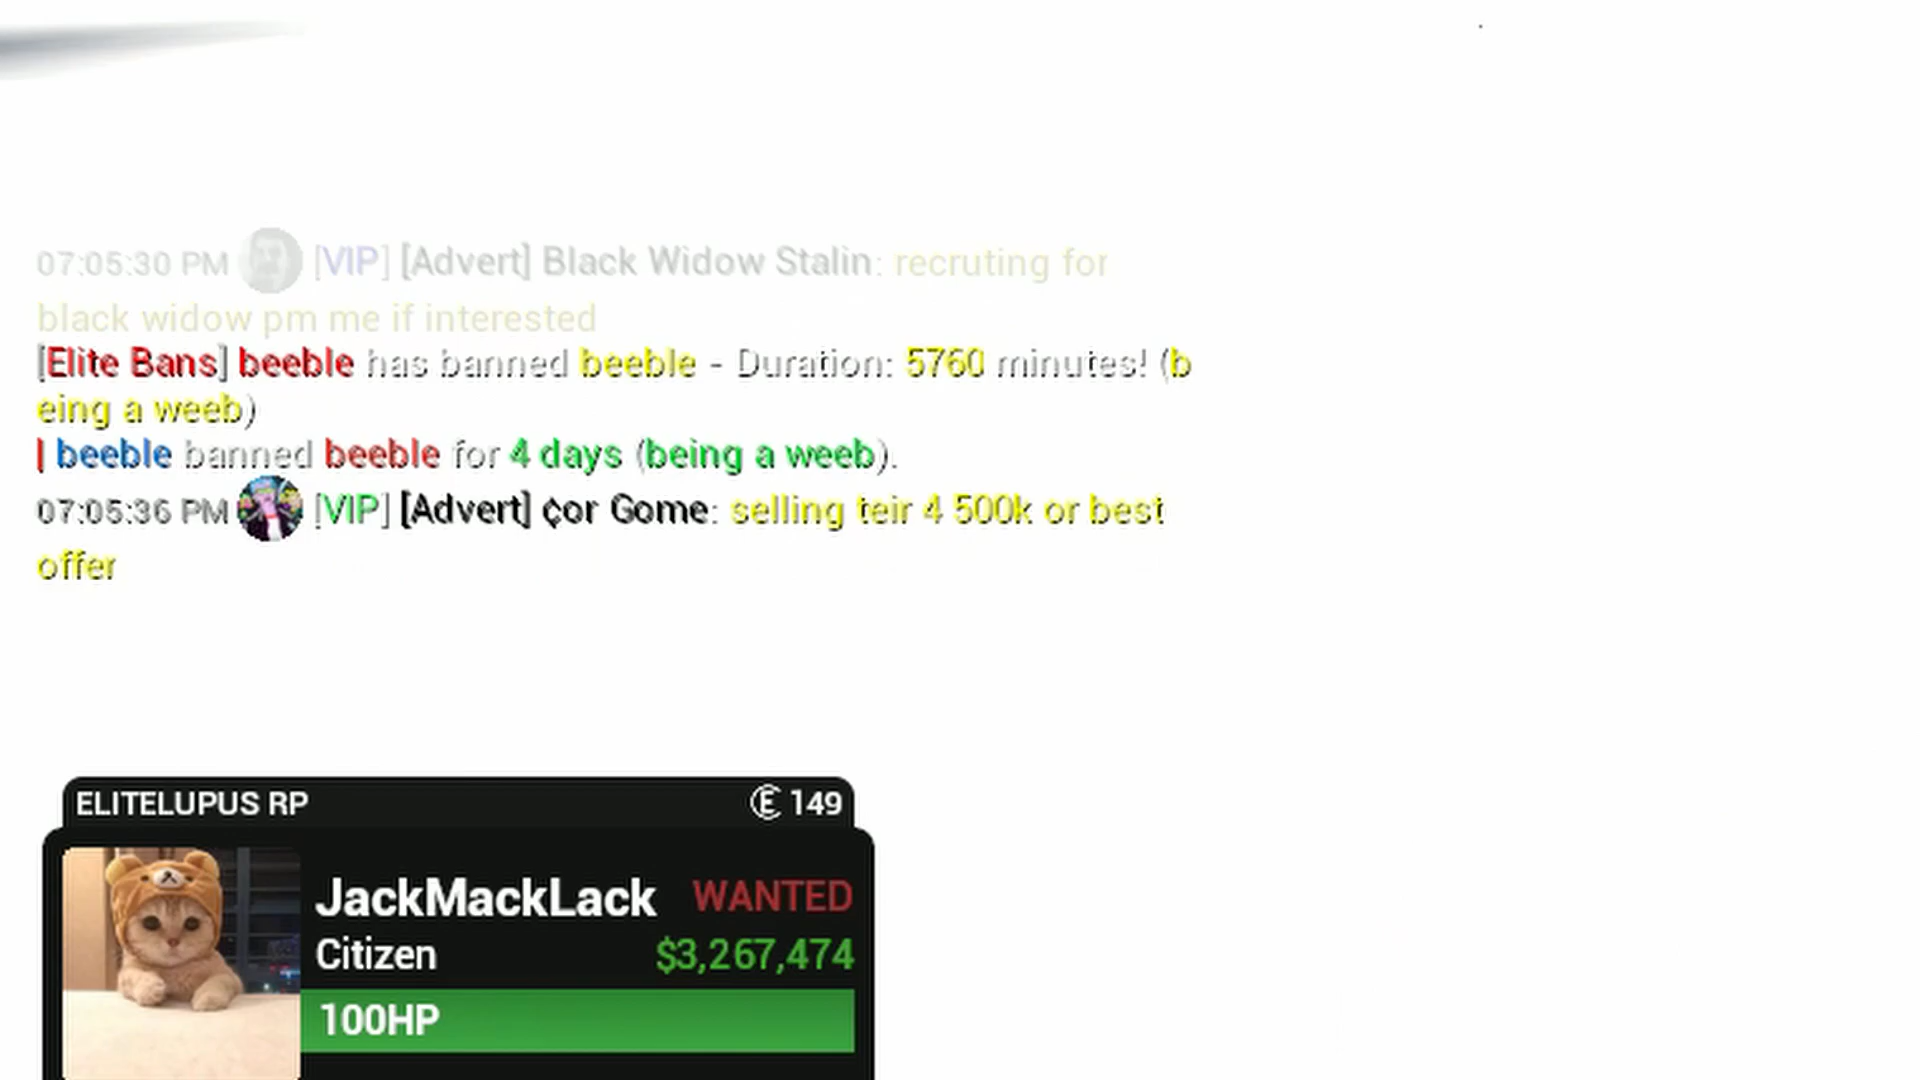 07:05:30 PM [VIP] [Advert] Black Widow Stalin: recruting for
black widow pm me if interested
[Elite Bans] beeble has banned beeble - Duration: 5760 minutes! (b
eing a weeb)
| beeble banned beeble for 4 days (being a weeb).
07:05:36 PM [VIP] [Advert] ¢or Gome: selling teir 4 500k or best
offer
ELITELUPUS RP 149
JackMackLack WANTED
Citizen $3,267,474
100HP